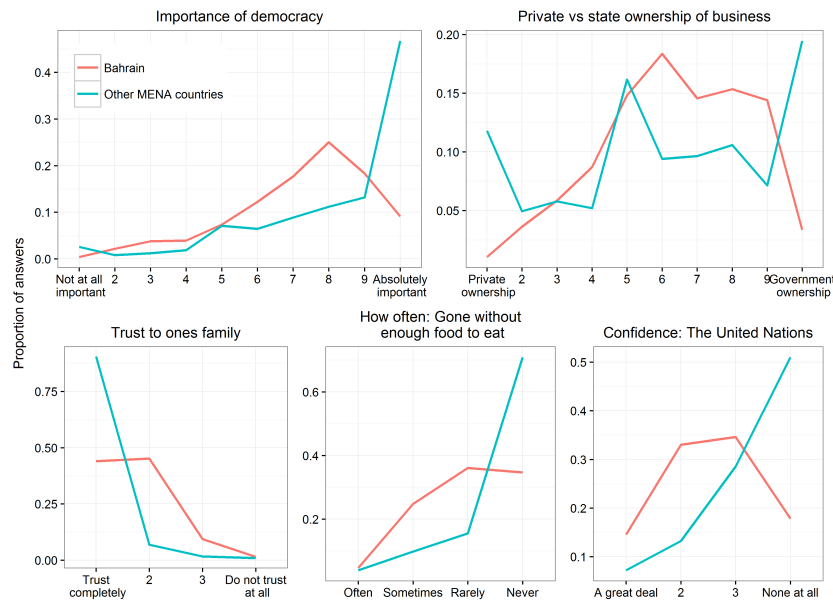 Importance of democracy
Private vs state ownership of business
Bahrain
Other MENA countries
0.4
0.3
0.2
0.1
0.0
Not at all important
2
3
4
5
6
7
8
9
Absolutely important
0.20
0.15
0.10
0.05
Private ownership
2
3
4
5
6
7
8
9
Government ownership
Proportion of answers
Trust to ones family
0.75
0.50
0.25
0.00
Trust completely
2
3
Do not trust at all
How often: Gone without
enough food to eat
0.6
0.4
0.2
Often
Sometimes
Rarely
Never
Confidence: The United Nations
0.5
0.4
0.3
0.2
0.1
A great deal
2
3
None at all